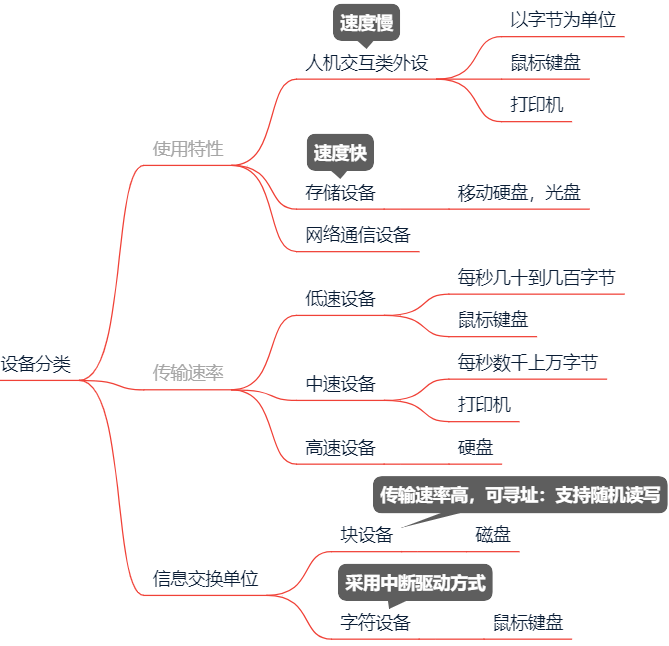 速度慢
以字节为单位
人机交互类外设
鼠标键盘
打印机
使用特性
速度快
存储设备
移动硬盘，光盘
网络通信设备
每秒几十到几百字节
低速设备
鼠标键盘
设备分类
传输速率
每秒数千上万字节
中速设备
打印机
高速设备
硬盘
传输速率高，可寻址：支持随机读写
块设备
磁盘
信息交换单位
采用中断驱动方式
字符设备
鼠标键盘